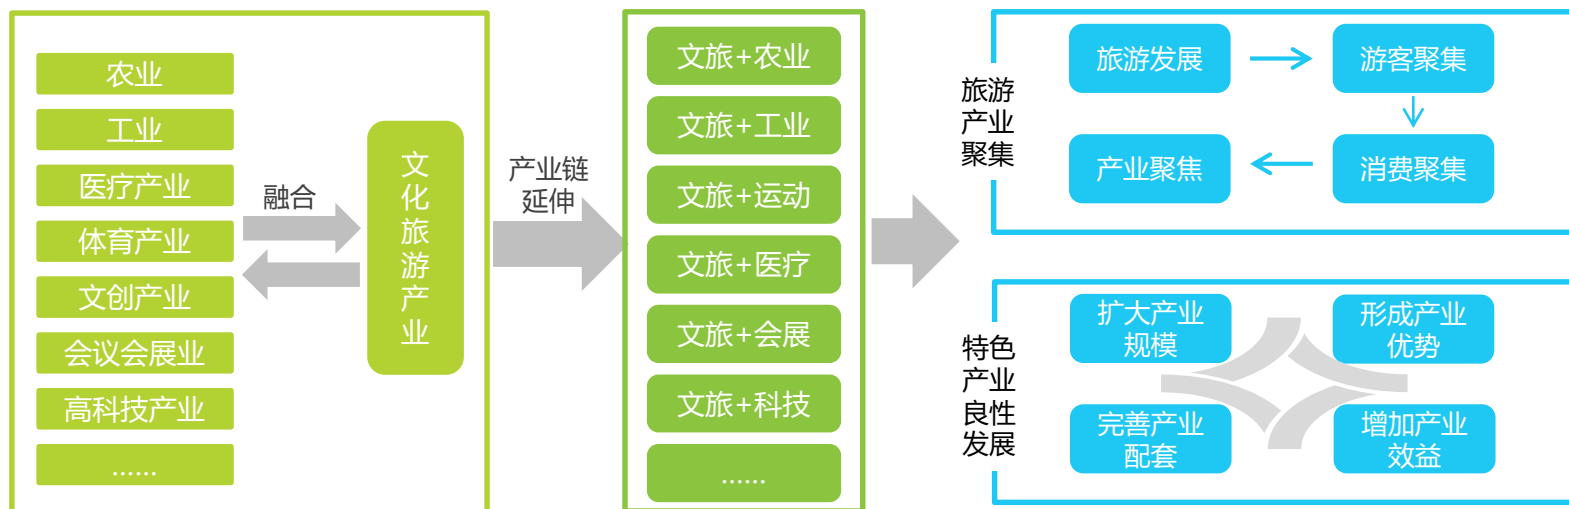 农业
工业
医疗产业
体育产业
文创产业
会议会展业
高科技产业
……
融合
文
化
旅
游
产
业
产业链
延伸
文旅+农业
文旅+工业
文旅+运动
文旅+医疗
文旅+会展
文旅+科技
……
旅游
产业
聚集
旅游发展
游客聚集
产业聚焦
消费聚集
特色
产业
良性
发展
扩大产业
规模
形成产业
优势
完善产业
配套
增加产业
效益